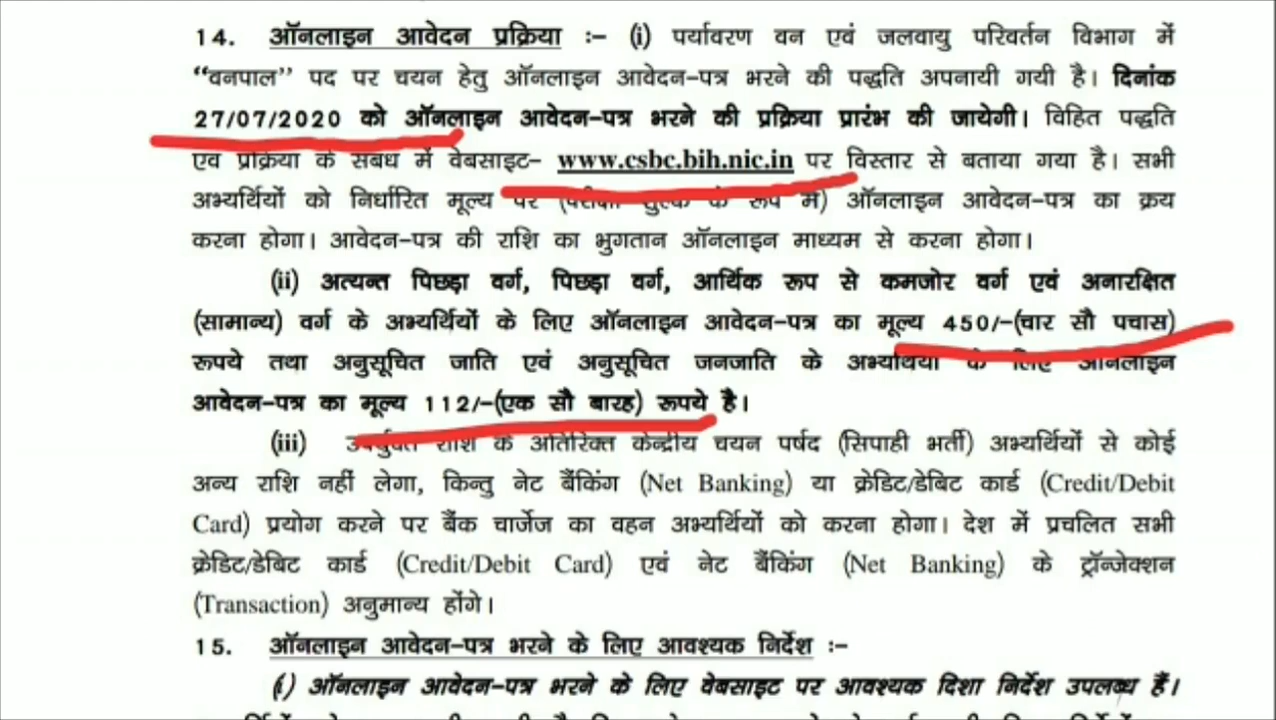 14. ऑनलाइन आवेदन प्रक्रिया :– (i) पर्यावरण वन एवं जलवायु परिवर्तन विभाग में
“वनपाल” पद पर चयन हेतु ऑनलाइन आवेदन–पत्र भरने की पद्धति अपनायी गयी है। दिनांक
27/07/2020 को ऑनलाइन आवेदन–पत्र भरने की प्रक्रिया प्रारंभ की जायेगी। विहित पद्धति
एवं प्रक्रिया के संबंध में वेबसाइट– www.csbc.bih.nic.in पर विस्तार से बताया गया है। सभी
अभ्यर्थियों को निर्धारित मूल्य पर (परीक्षा शुल्क के रूप में) ऑनलाइन आवेदन–पत्र का क्रय
करना होगा। आवेदन–पत्र की राशि का भुगतान ऑनलाइन माध्यम से करना होगा।
(ii) अत्यन्त पिछड़ा वर्ग, पिछड़ा वर्ग, आर्थिक रूप से कमजोर वर्ग एवं अनारक्षित
(सामान्य) वर्ग के अभ्यर्थियों के लिए ऑनलाइन आवेदन–पत्र का मूल्य 450/–(चार सौ पचास)
रूपये तथा अनुसूचित जाति एवं अनुसूचित जनजाति के अभ्यर्थियों के लिए ऑनलाइन
आवेदन–पत्र का मूल्य 112/–(एक सौ बारह) रूपये है।
(iii) उपर्युक्त राशि के अतिरिक्त केन्द्रीय चयन पर्षद (सिपाही भर्ती) अभ्यर्थियों से कोई
अन्य राशि नहीं लेगा, किन्तु नेट बैंकिंग (Net Banking) या क्रेडिट/डेबिट कार्ड (Credit/Debit
Card) प्रयोग करने पर बैंक चार्जेज का वहन अभ्यर्थियों को करना होगा। देश में प्रचलित सभी
क्रेडिट/डेबिट कार्ड (Credit/Debit Card) एवं नेट बैंकिंग (Net Banking) के ट्रॉन्जेक्शन
(Transaction) अनुमान्य होंगे।
15. ऑनलाइन आवेदन–पत्र भरने के लिए आवश्यक निर्देश :–
(i) ऑनलाइन आवेदन–पत्र भरने के लिए वेबसाइट पर आवश्यक दिशा निर्देश उपलब्ध हैं।